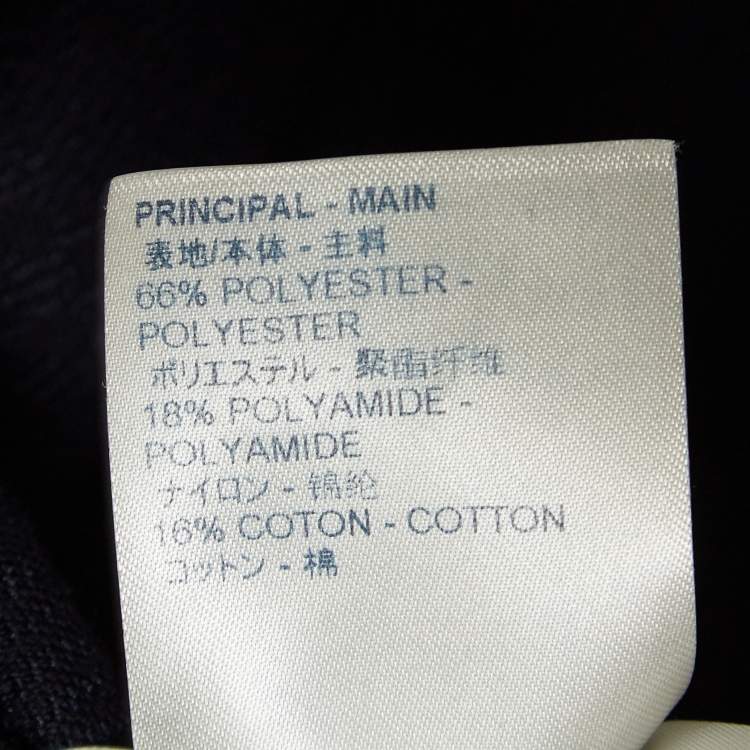 PRINCIPAL - MAIN
表地/本体 - 主料
66% POLYESTER -
POLYESTER
ポリエステル - 聚酯纤维
18% POLYAMIDE -
POLYAMIDE
ナイロン - 锦纶
16% COTON - COTTON
コットン - 棉